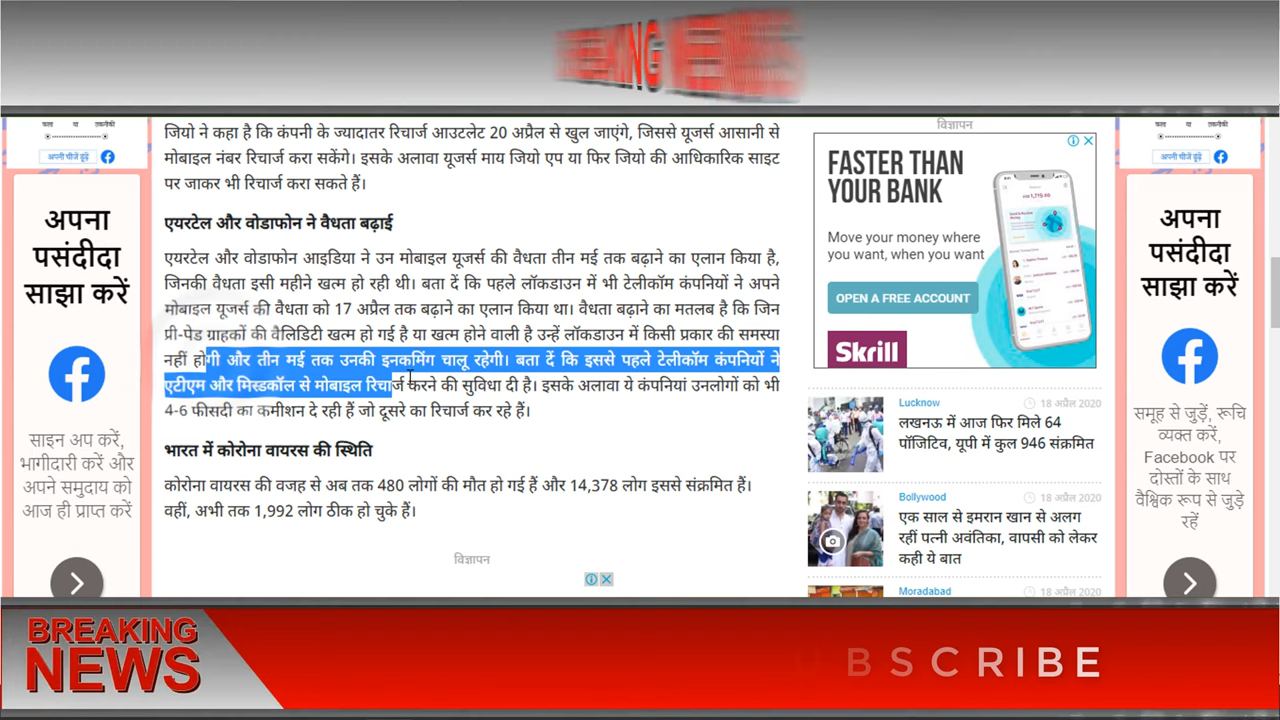 BREAKING NEWS
कला या तकनीकी
अपनी चीजें ढूंढ़ें
अपना
पसंदीदा
साझा करें
साइन अप करें,
भागीदारी करें और
अपने समुदाय को
आज ही प्राप्त करें
जियो ने कहा है कि कंपनी के ज्यादातर रिचार्ज आउटलेट 20 अप्रैल से खुल जाएंगे, जिससे यूजर्स आसानी से
मोबाइल नंबर रिचार्ज करा सकेंगे। इसके अलावा यूजर्स माय जियो एप या फिर जियो की आधिकारिक साइट
पर जाकर भी रिचार्ज करा सकते हैं।
एयरटेल और वोडाफोन ने वैधता बढ़ाई
एयरटेल और वोडाफोन आइडिया ने उन मोबाइल यूजर्स की वैधता तीन मई तक बढ़ाने का एलान किया है,
जिनकी वैधता इसी महीने खत्म हो रही थी। बता दें कि पहले लॉकडाउन में भी टेलीकॉम कंपनियों ने अपने
मोबाइल यूजर्स की वैधता को 17 अप्रैल तक बढ़ाने का एलान किया था। वैधता बढ़ाने का मतलब है कि जिन
प्री-पेड ग्राहकों की वैलिडिटी खत्म हो गई है या खत्म होने वाली है उन्हें लॉकडाउन में किसी प्रकार की समस्या
नहीं होगी और तीन मई तक उनकी इनकमिंग चालू रहेगी। बता दें कि इससे पहले टेलीकॉम कंपनियों ने
एटीएम और मिस्डकॉल से मोबाइल रिचार्ज करने की सुविधा दी है। इसके अलावा ये कंपनियां उनलोगों को भी
4-6 फीसदी का कमीशन दे रही हैं जो दूसरे का रिचार्ज कर रहे हैं।
भारत में कोरोना वायरस की स्थिति
कोरोना वायरस की वजह से अब तक 480 लोगों की मौत हो गई हैं और 14,378 लोग इससे संक्रमित हैं।
वहीं, अभी तक 1,992 लोग ठीक हो चुके हैं।
विज्ञापन
विज्ञापन
FASTER THAN
YOUR BANK
Move your money where
you want, when you want
OPEN A FREE ACCOUNT
Skrill
Lucknow 18 अप्रैल 2020
लखनऊ में आज फिर मिले 64
पॉजिटिव, यूपी में कुल 946 संक्रमित
Bollywood 18 अप्रैल 2020
एक साल से इमरान खान से अलग
रहीं पत्नी अवंतिका, वापसी को लेकर
कही ये बात
Moradabad 18 अप्रैल 2020
कला या तकनीकी
अपनी चीजें ढूंढ़ें
अपना
पसंदीदा
साझा करें
समूह से जुड़ें, रूचि
व्यक्त करें,
Facebook पर
दोस्तों के साथ
वैश्विक रूप से जुड़े
रहें
BREAKING
NEWS
UBSCRIBE